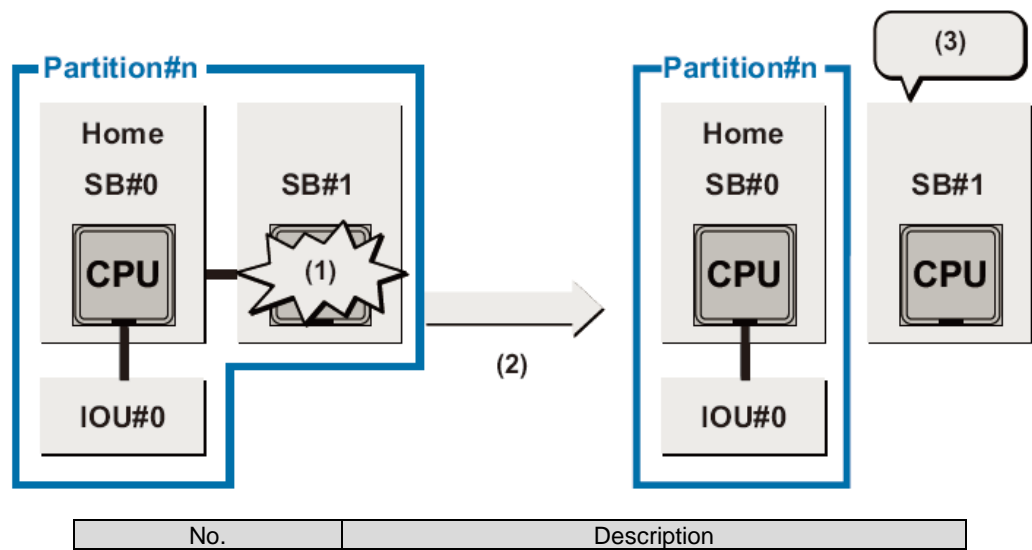 Partition#n
Home
SB#0
CPU
IOU#0
SB#1
(1)
(2)
Partition#n
Home
SB#0
CPU
IOU#0
(3)
SB#1
CPU
No. Description